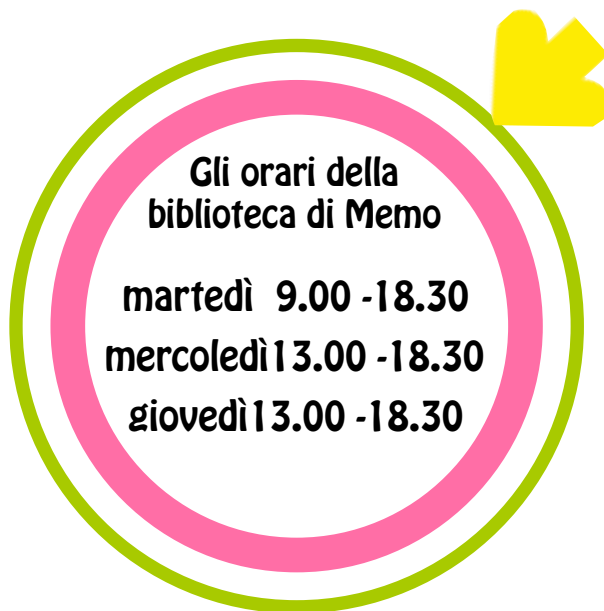 Gli orari della
biblioteca di Memo
martedì 9.00 -18.30
mercoledì13.00 -18.30
giovedì13.00 -18.30